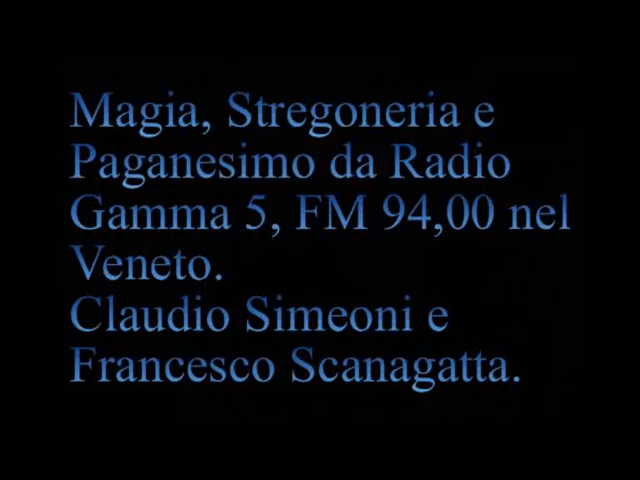 Magia, Stregoneria e
Paganesimo da Radio
Gamma 5, FM 94,00 nel
Veneto.
Claudio Simeoni e
Francesco Scanagatta.